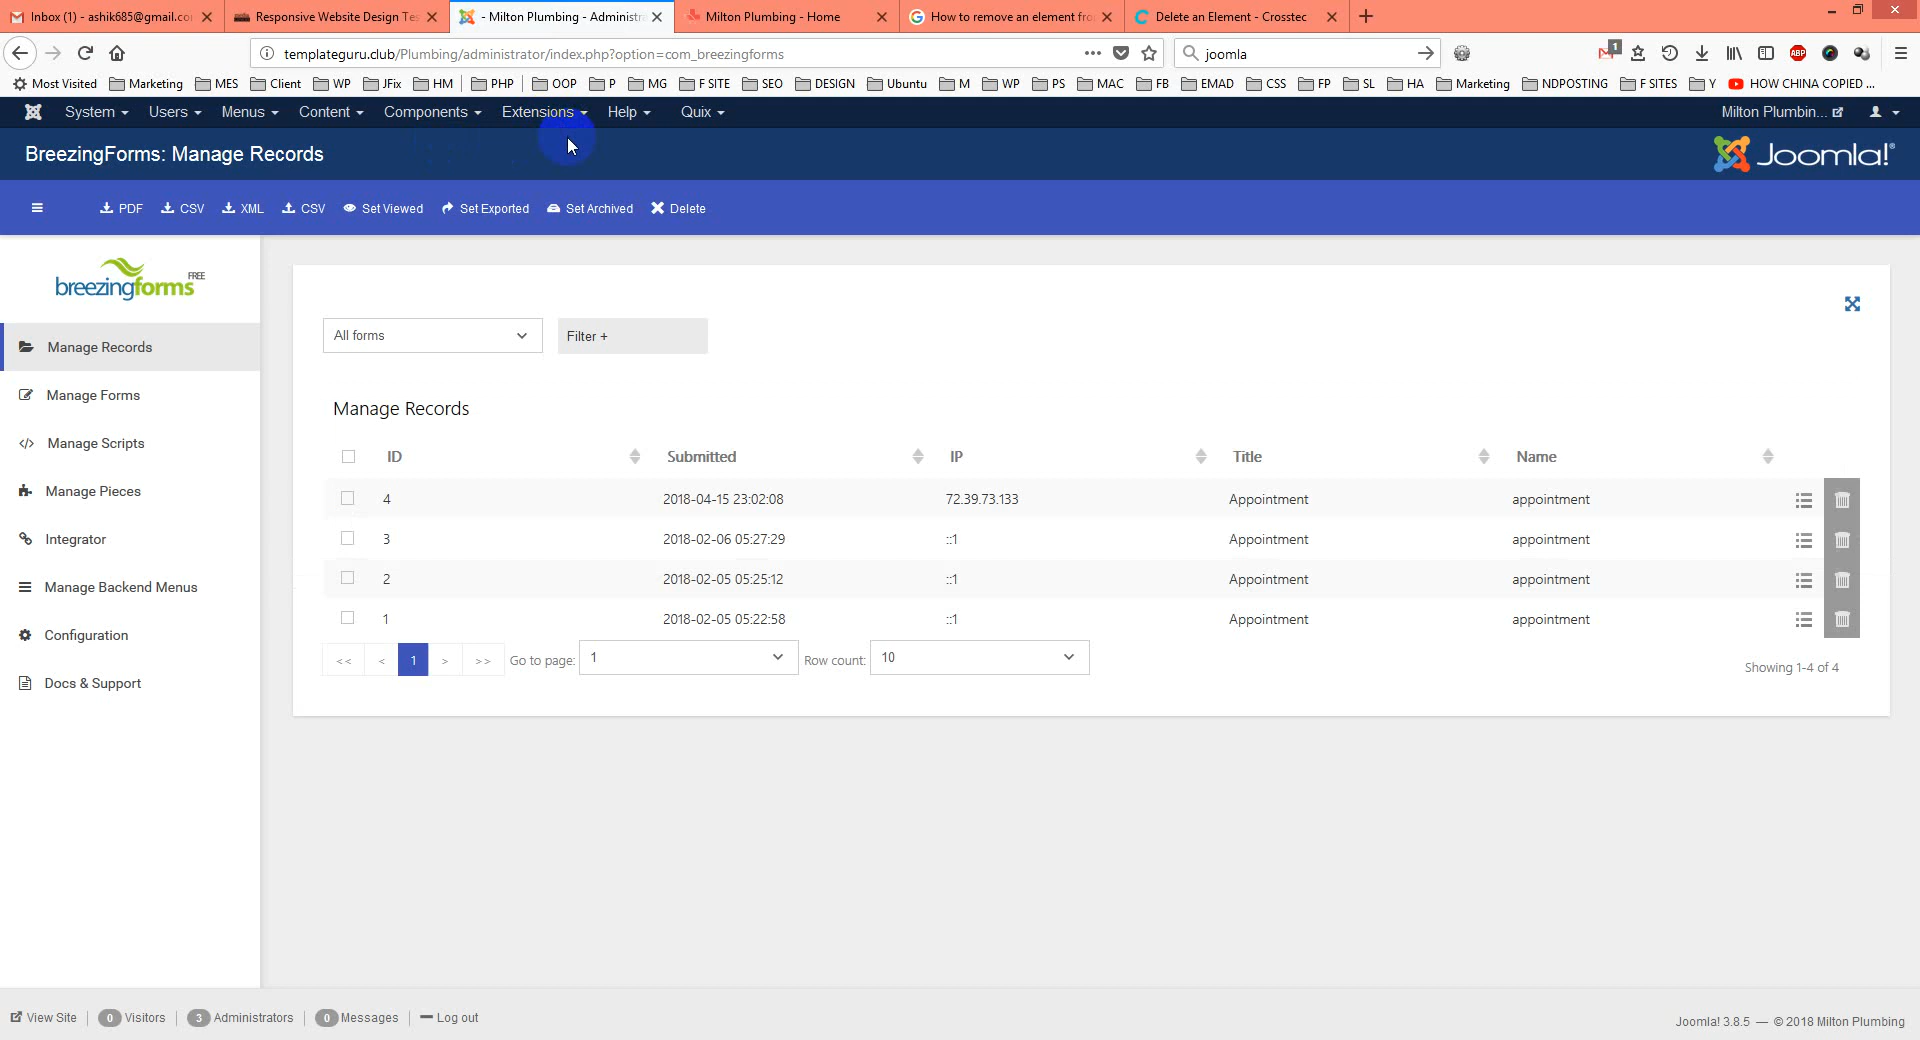 Inbox (1) - ashik685@gmail.co
Responsive Website Design Te
- Milton Plumbing - Administr
Milton Plumbing - Home
How to remove an element fro
Delete an Element - Crosstec
templateguru.club/Plumbing/administrator/index.php?option=com_breezingforms
joomla
1
ABP
Most Visited Marketing MES Client WP JFix HM PHP OOP P MG F SITE SEO DESIGN Ubuntu M WP PS MAC FB EMAD CSS FP SL HA Marketing NDPOSTING F SITES Y HOW CHINA COPIED ...
System Users Menus Content Components Extensions Help Quix Milton Plumbin...
BreezingForms: Manage Records
Joomla!®
PDF CSV XML CSV Set Viewed Set Exported Set Archived Delete
breezingforms FREE
Manage Records
Manage Forms
Manage Scripts
Manage Pieces
Integrator
Manage Backend Menus
Configuration
Docs & Support
All forms Filter +
Manage Records
ID Submitted IP Title Name
4 2018-04-15 23:02:08 72.39.73.133 Appointment appointment
3 2018-02-06 05:27:29 ::1 Appointment appointment
2 2018-02-05 05:25:12 ::1 Appointment appointment
1 2018-02-05 05:22:58 ::1 Appointment appointment
<< < 1 > >> Go to page: 1 Row count: 10
Showing 1-4 of 4
View Site 0 Visitors 3 Administrators 0 Messages Log out
Joomla! 3.8.5 — © 2018 Milton Plumbing